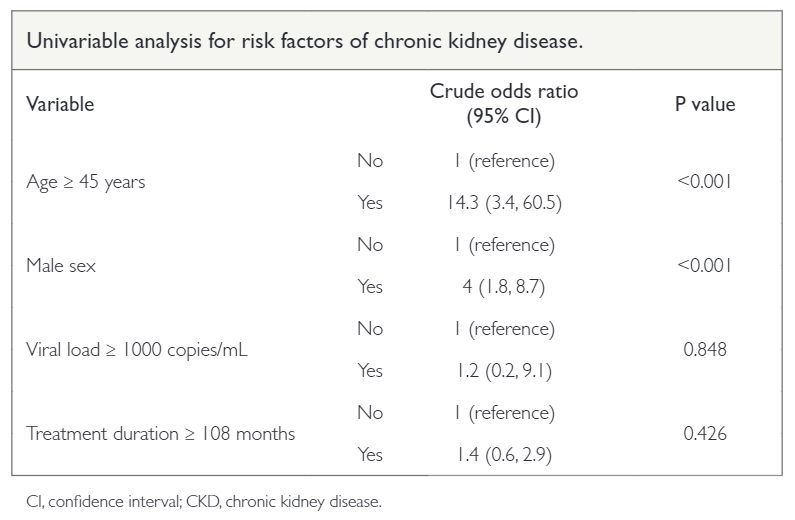 Univariable analysis for risk factors of chronic kidney disease.
Variable Crude odds ratio (95% CI) P value
Age ≥ 45 years <0.001
No 1 (reference)
Yes 14.3 (3.4, 60.5)
Male sex <0.001
No 1 (reference)
Yes 4 (1.8, 8.7)
Viral load ≥ 1000 copies/mL 0.848
No 1 (reference)
Yes 1.2 (0.2, 9.1)
Treatment duration ≥ 108 months 0.426
No 1 (reference)
Yes 1.4 (0.6, 2.9)
CI, confidence interval; CKD, chronic kidney disease.